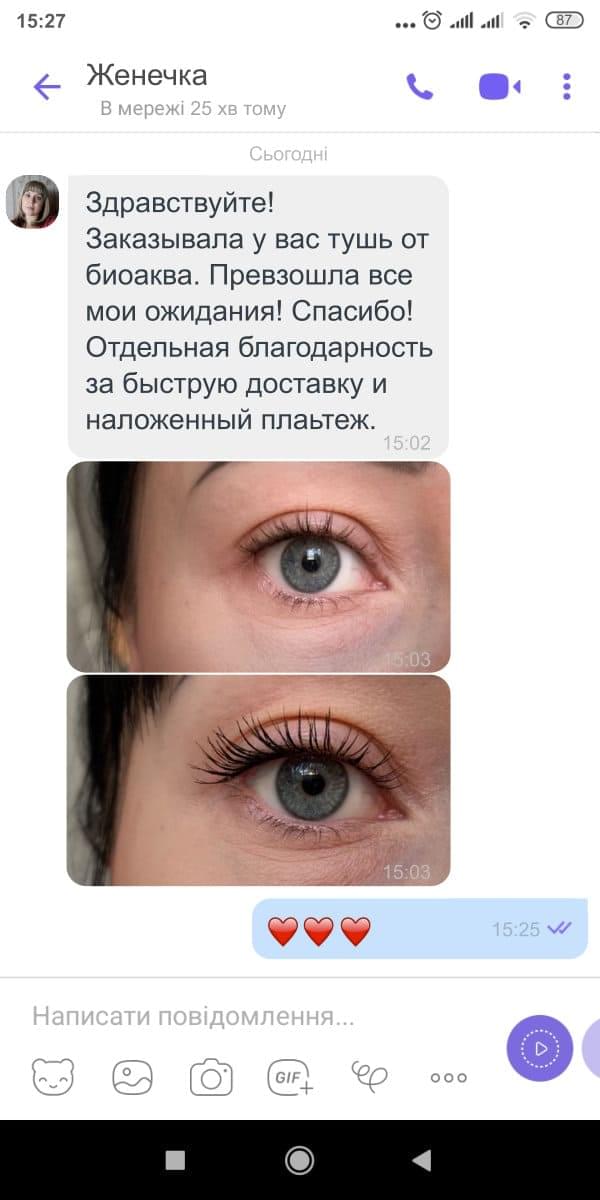 15:27
87
Женечка
В мережі 25 хв тому
Сьогодні
Здравствуйте!
Заказывала у вас тушь от
биоаква. Превзошла все
мои ожидания! Спасибо!
Отдельная благодарность
за быструю доставку и
наложенный плаьтеж.
15:02
15:03
15:03
15:25
Написати повідомлення...
GIF